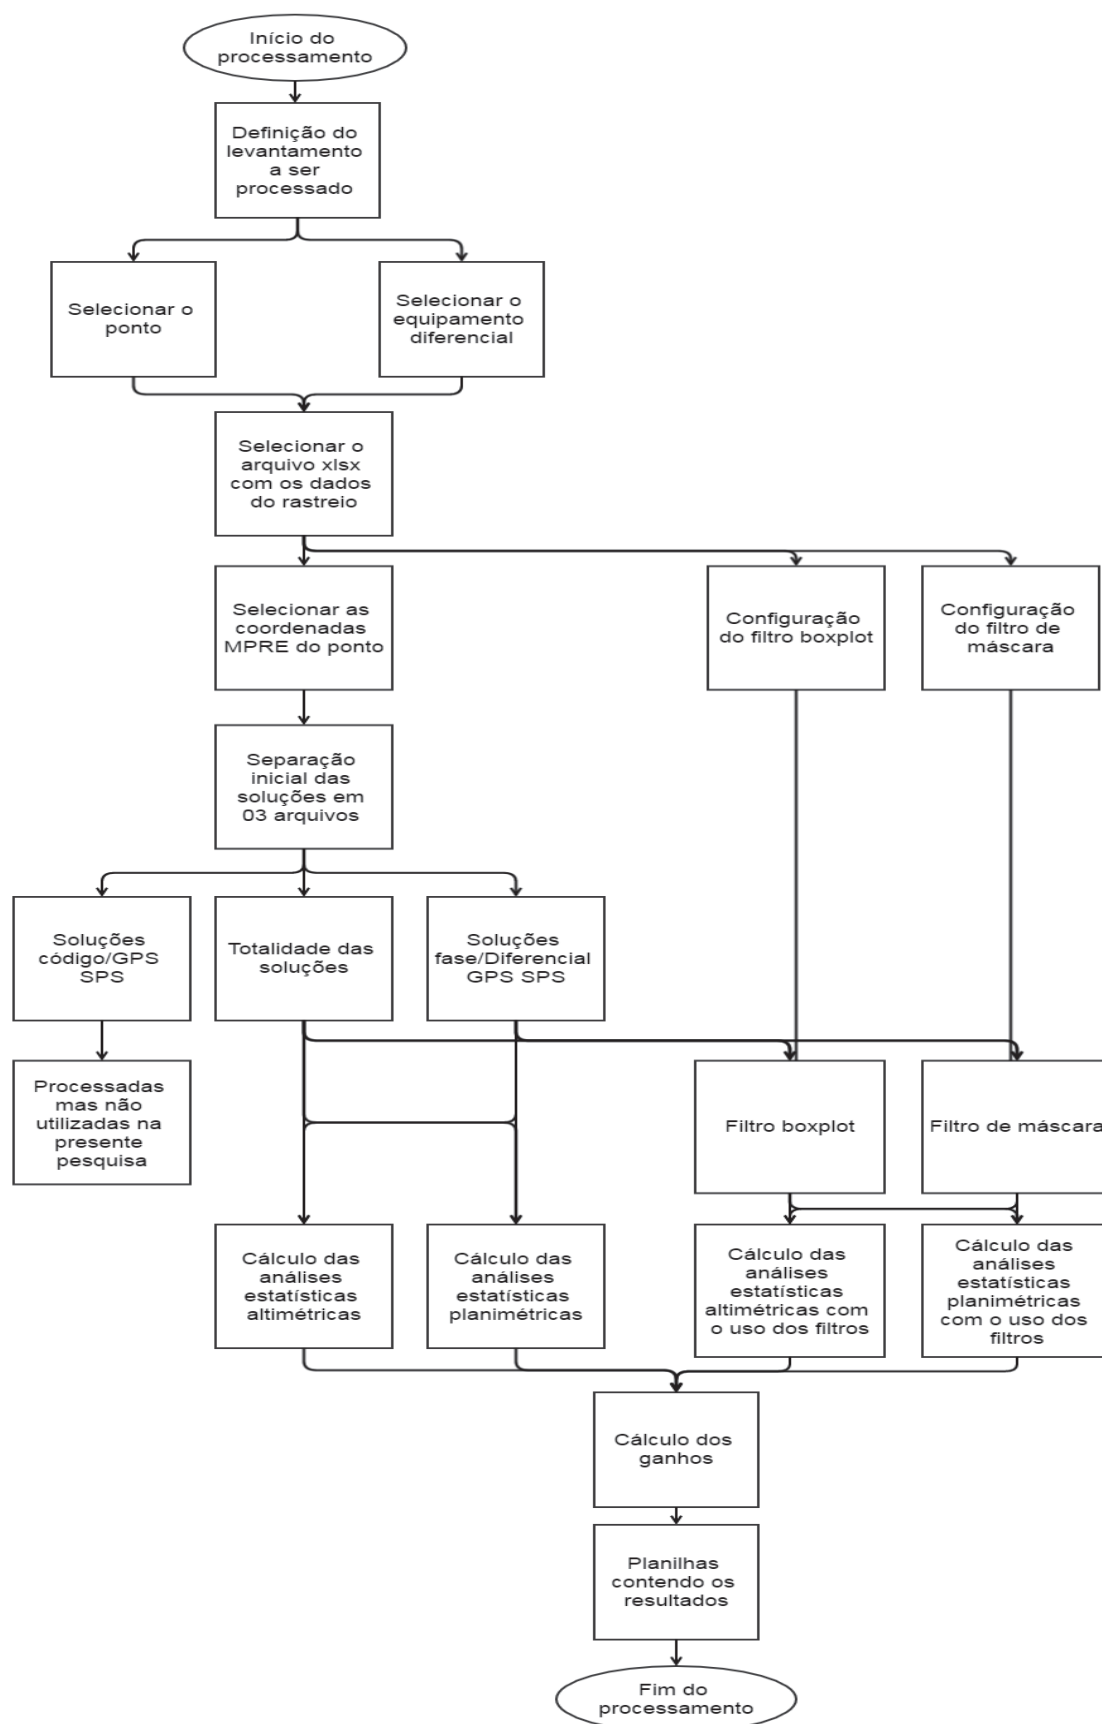 Início do
processamento
Definição do
levantamento
a ser
processado
Selecionar o
ponto
Selecionar o
equipamento
diferencial
Selecionar o
arquivo xlsx
com os dados
do rastreio
Selecionar as
coordenadas
MPRE do ponto
Configuração
do filtro boxplot
Configuração
do filtro de
máscara
Separação
inicial das
soluções em
03 arquivos
Soluções
código/GPS
SPS
Totalidade das
soluções
Soluções
fase/Diferencial
GPS SPS
Processadas
mas não
utilizadas na
presente
pesquisa
Filtro boxplot
Filtro de máscara
Cálculo das
análises
estatísticas
altimétricas
Cálculo das
análises
estatísticas
planimétricas
Cálculo das
análises
estatísticas
altimétricas com
o uso dos filtros
Cálculo das
análises
estatísticas
planimétricas
com o uso dos
filtros
Cálculo dos
ganhos
Planilhas
contendo os
resultados
Fim do
processamento